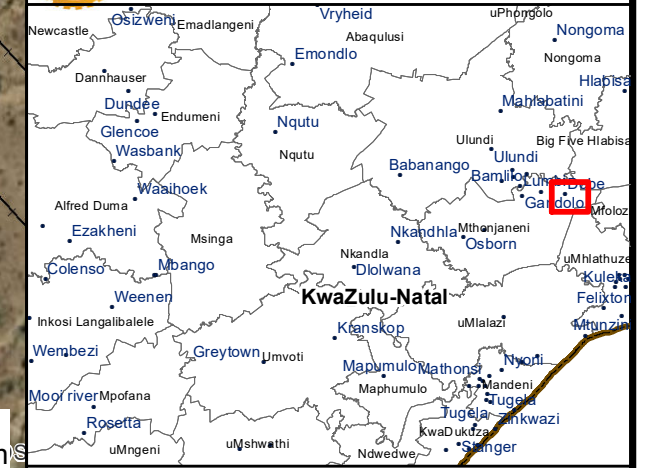 Osizweni
Emadlangeni
Vryheid
uPhongolo
Newcastle
Abaqulusi
Nongoma
Emondlo
Nongoma
Dannhauser
Hlabisa
Dundee
Endumeni
Mahlabatini
Glencoe
Nqutu
Wasbank
Nqutu
Ulundi
Big Five Hlabisa
Babanango
Ulundi
Bamlio
Dube
Waaihoek
Gandolo
Alfred Duma
Mfoloz
Ezakheni
Msinga
Nkandhla
Mthonjaneni
Osborn
Nkandla
uMhlathuze
Colenso
Mbango
Dlolwana
Weenen
KwaZulu-Natal
Felixton
Inkosi Langalibalele
Kranskop
uMlalazi
Mtunzin
Wembezi
Greytown
Umvoti
Mapumulo
Mathonsi
Nyoni
Mooi river
Mpofana
Maphumulo
Mandeni
Tugela
Rosetta
Tugela
Zinkwazi
uMngeni
uMshwathi
KwaDukuza
Ndwedwe
Stanger